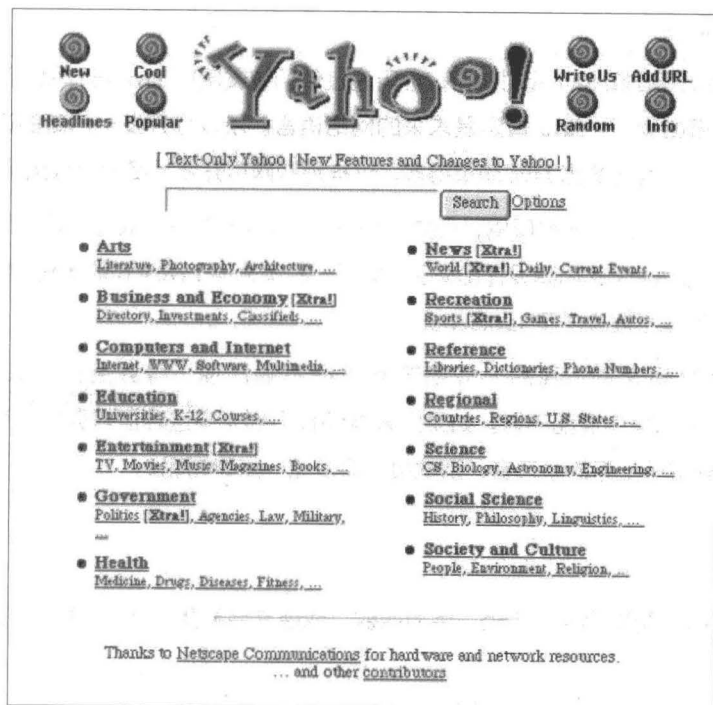 New Cool
Headlines Popular
Yahoo!
Write Us Add URL
Random Info
[ Text-Only Yahoo | New Features and Changes to Yahoo! ]
Search Options
Arts
Literature, Photography, Architecture, ...
Business and Economy [Xtra!]
Directory, Investments, Classifieds, ...
Computers and Internet
Internet, WWW, Software, Multimedia, ...
Education
Universities, K-12, Courses, ...
Entertainment [Xtra!]
TV, Movies, Music, Magazines, Books, ...
Government
Politics [Xtra!], Agencies, Law, Military,
...
Health
Medicine, Drugs, Diseases, Fitness, ...
News [Xtra!]
World [Xtra!], Daily, Current Events, ...
Recreation
Sports [Xtra!], Games, Travel, Autos, ...
Reference
Libraries, Dictionaries, Phone Numbers, ...
Regional
Countries, Regions, U.S. States, ...
Science
CS, Biology, Astronomy, Engineering, ...
Social Science
History, Philosophy, Linguistics, ...
Society and Culture
People, Environment, Religion, ...
Thanks to Netscape Communications for hardware and network resources.
... and other contributors